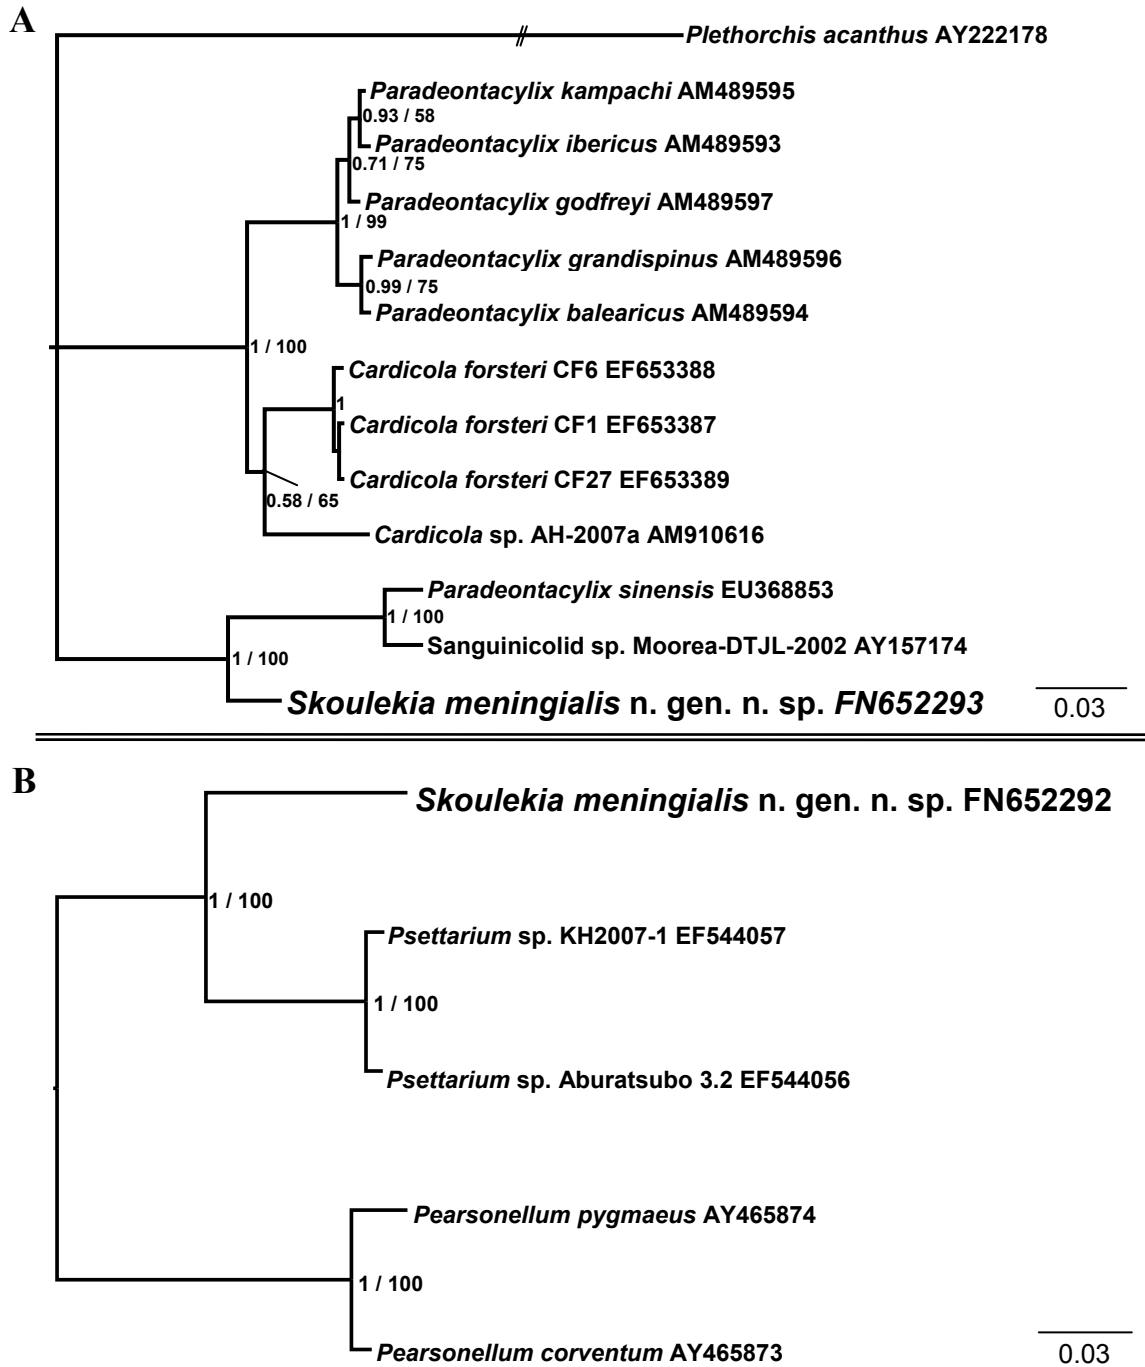 A
Plethorchis acanthus AY222178
Paradeontacylix kampachi AM489595
0.93 / 58
Paradeontacylix ibericus AM489593
0.71 / 75
Paradeontacylix godfreyi AM489597
1 / 99
Paradeontacylix grandispinus AM489596
0.99 / 75
Paradeontacylix balearicus AM489594
1 / 100
Cardicola forsteri CF6 EF653388
1
Cardicola forsteri CF1 EF653387
Cardicola forsteri CF27 EF653389
0.58 / 65
Cardicola sp. AH-2007a AM910616
Paradeontacylix sinensis EU368853
1 / 100
Sanguinicolid sp. Moorea-DTJL-2002 AY157174
1 / 100
Skoulekia meningialis n. gen. n. sp. FN652293
0.03
B
Skoulekia meningialis n. gen. n. sp. FN652292
1 / 100
Psettarium sp. KH2007-1 EF544057
1 / 100
Psettarium sp. Aburatsubo 3.2 EF544056
Pearsonellum pygmaeus AY465874
1 / 100
Pearsonellum corventum AY465873
0.03